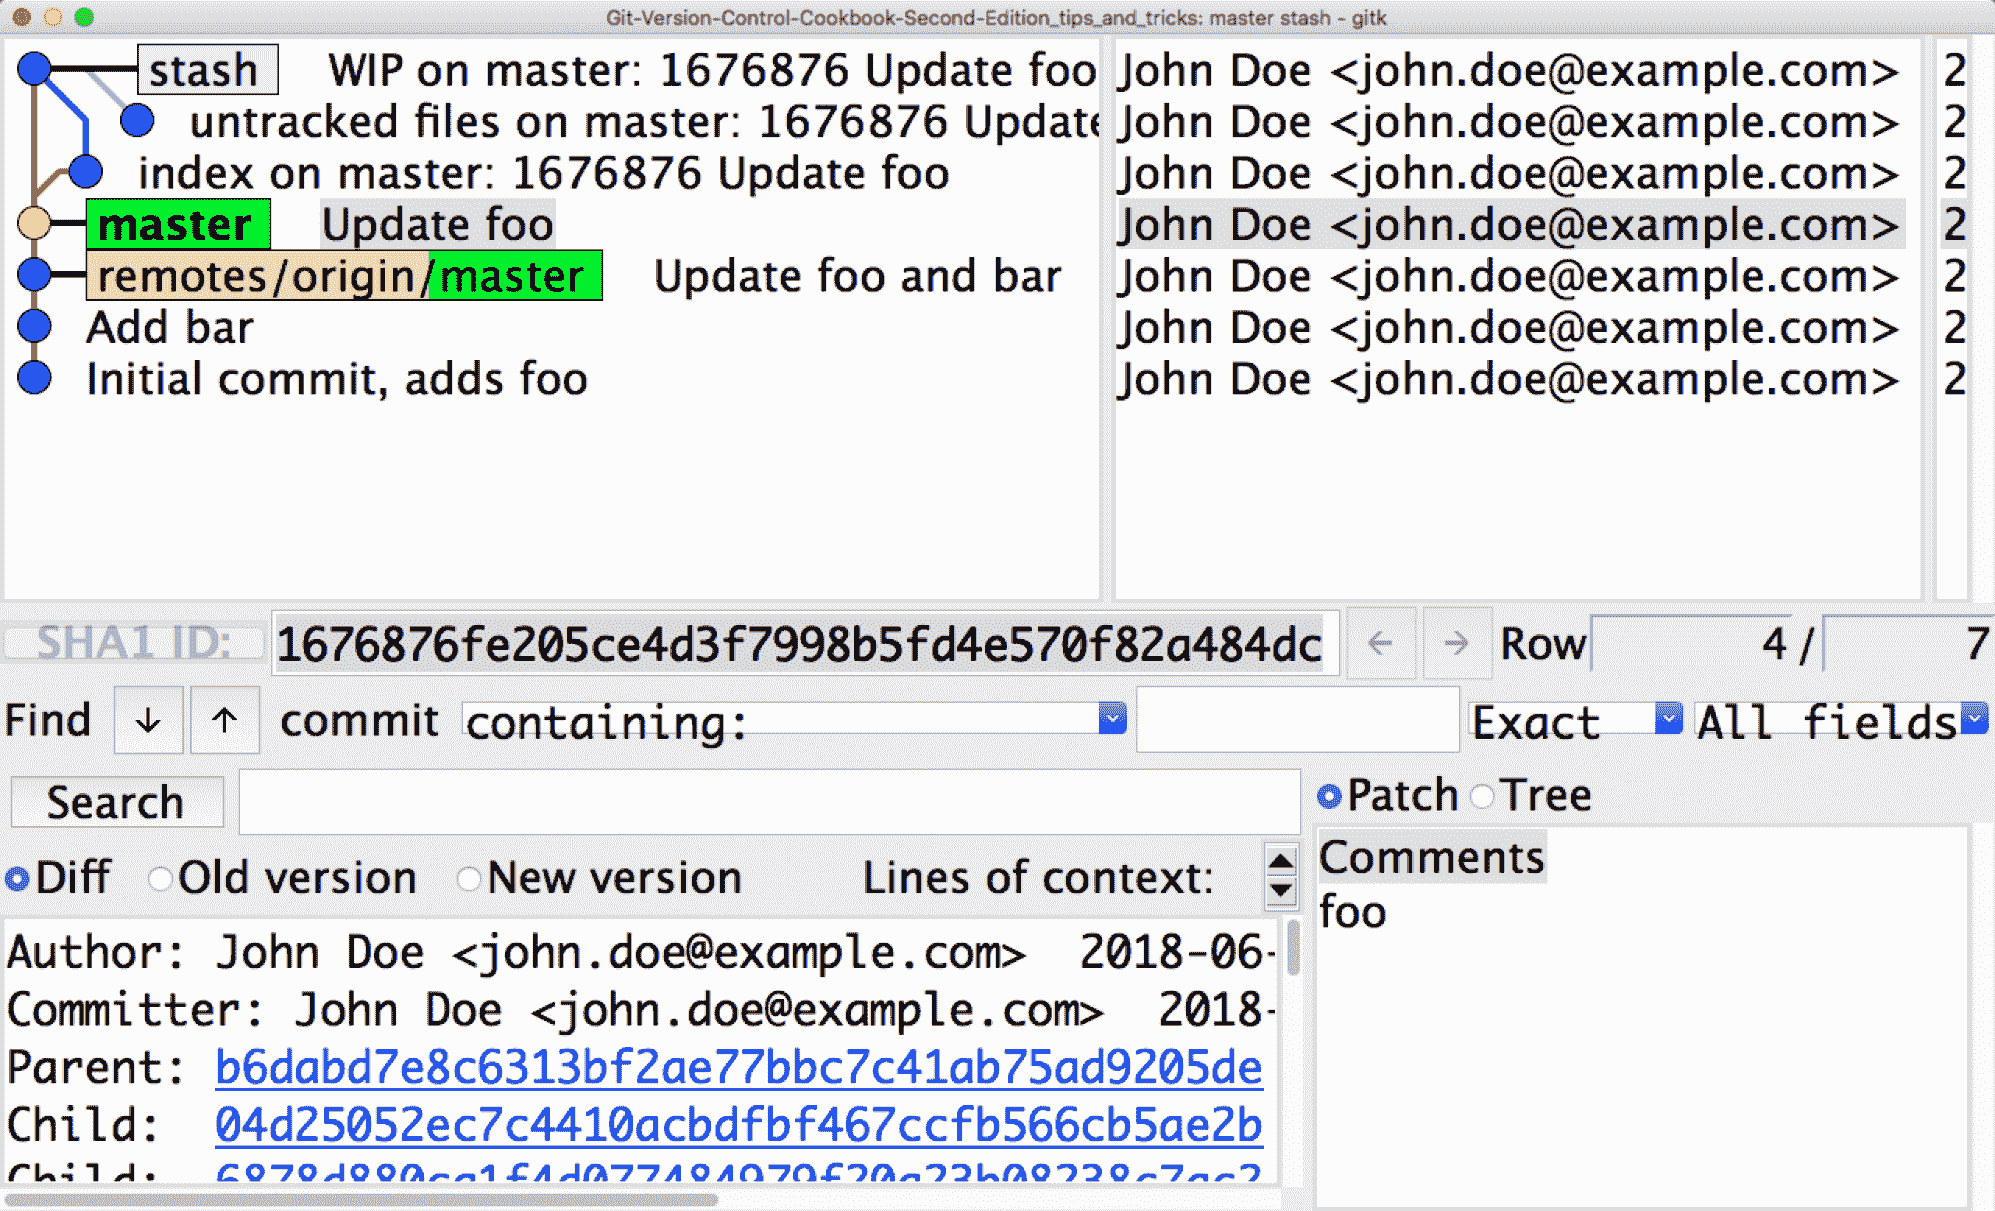 Git-Version-Control-Cookbook-Second-Edition_tips_and_tricks: master stash - gitk
stash WIP on master: 1676876 Update foo John Doe <john.doe@example.com> 2
untracked files on master: 1676876 Update John Doe <john.doe@example.com> 2
index on master: 1676876 Update foo John Doe <john.doe@example.com> 2
master Update foo John Doe <john.doe@example.com> 2
remotes/origin/master Update foo and bar John Doe <john.doe@example.com> 2
Add bar John Doe <john.doe@example.com> 2
Initial commit, adds foo John Doe <john.doe@example.com> 2
SHA1 ID: 1676876fe205ce4d3f7998b5fd4e570f82a484dc ← → Row 4 / 7
Find ↓ ↑ commit containing: Exact All fields
Search
Patch Tree
Diff Old version New version Lines of context:
Comments
foo
Author: John Doe <john.doe@example.com> 2018-06-
Committer: John Doe <john.doe@example.com> 2018-
Parent: b6dabd7e8c6313bf2ae77bbc7c41ab75ad9205de
Child: 04d25052ec7c4410acbdfbf467ccfb566cb5ae2b
Child: